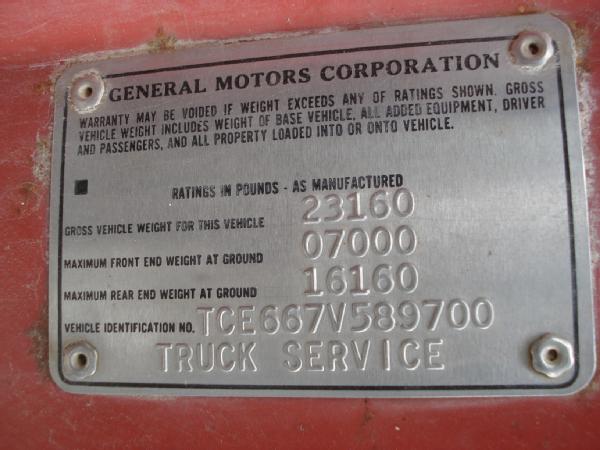 GENERAL MOTORS CORPORATION
WARRANTY MAY BE VOIDED IF WEIGHT EXCEEDS ANY OF RATINGS SHOWN. GROSS
VEHICLE WEIGHT INCLUDES WEIGHT OF BASE VEHICLE, ALL ADDED EQUIPMENT, DRIVER
AND PASSENGERS, AND ALL PROPERTY LOADED INTO OR ONTO VEHICLE.
RATINGS IN POUNDS - AS MANUFACTURED
GROSS VEHICLE WEIGHT FOR THIS VEHICLE 23160
MAXIMUM FRONT END WEIGHT AT GROUND 07000
MAXIMUM REAR END WEIGHT AT GROUND 16160
VEHICLE IDENTIFICATION NO. TCE667V589700
TRUCK SERVICE